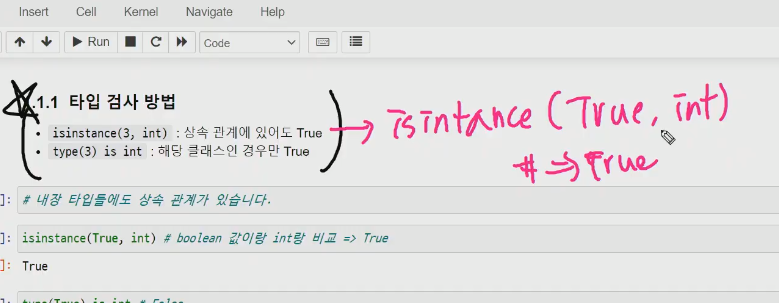 Insert Cell Kernel Navigate Help
Run Code
.1.1 타입 검사 방법
isinstance(3, int) : 상속 관계에 있어도 True
type(3) is int : 해당 클래스인 경우만 True
isintance (True, int)
# => True
]: # 내장 타입들에도 상속 관계가 있습니다.
]: isinstance(True, int) # boolean 값이랑 int랑 비교 => True
]: True
]: type(True) is int # False